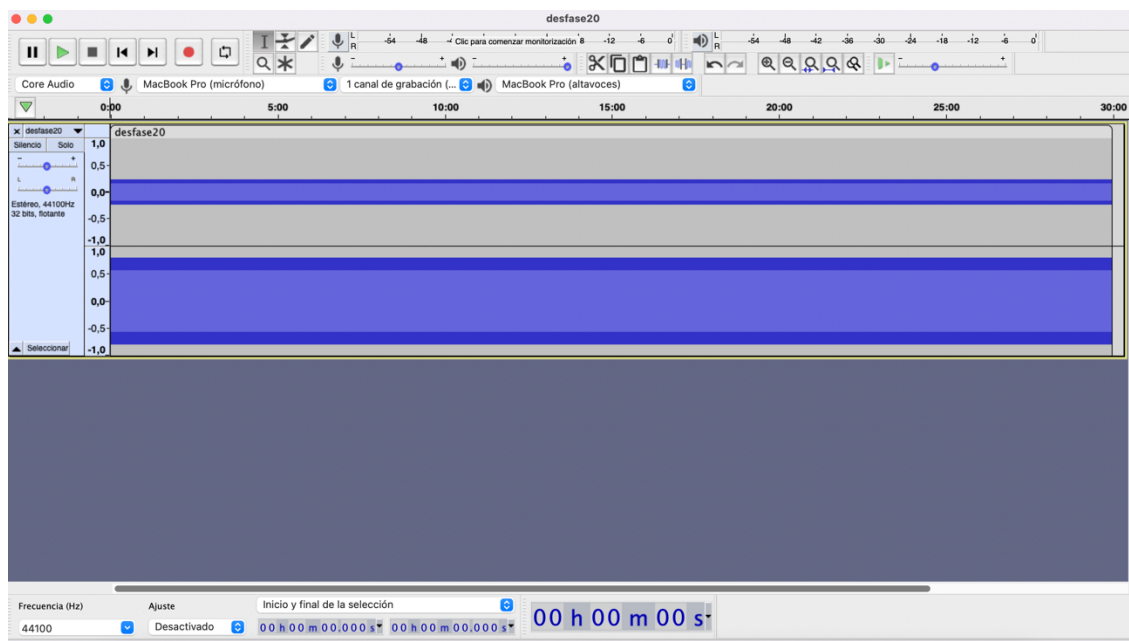 desfase20
L
R
-54 -48 -4 Clic para comenzar monitorización 8 -12 -6 0
L
R
-54 -48 -42 -36 -30 -24 -18 -12 -6 0
- + - +
-
+
Core Audio MacBook Pro (micrófono) 1 canal de grabación (... MacBook Pro (altavoces)
0:00 5:00 10:00 15:00 20:00 25:00 30:00
x desfase20 desfase20
Silencio Solo 1,0
- + 0,5
L R 0,0
Estéreo, 44100Hz
32 bits, flotante -0,5
-1,0
1,0
0,5
0,0
-0,5
Seleccionar -1,0
Frecuencia (Hz) Ajuste Inicio y final de la selección
44100 Desactivado 00 h 00 m 00.000 s 00 h 00 m 00.000 s 00 h 00 m 00 s